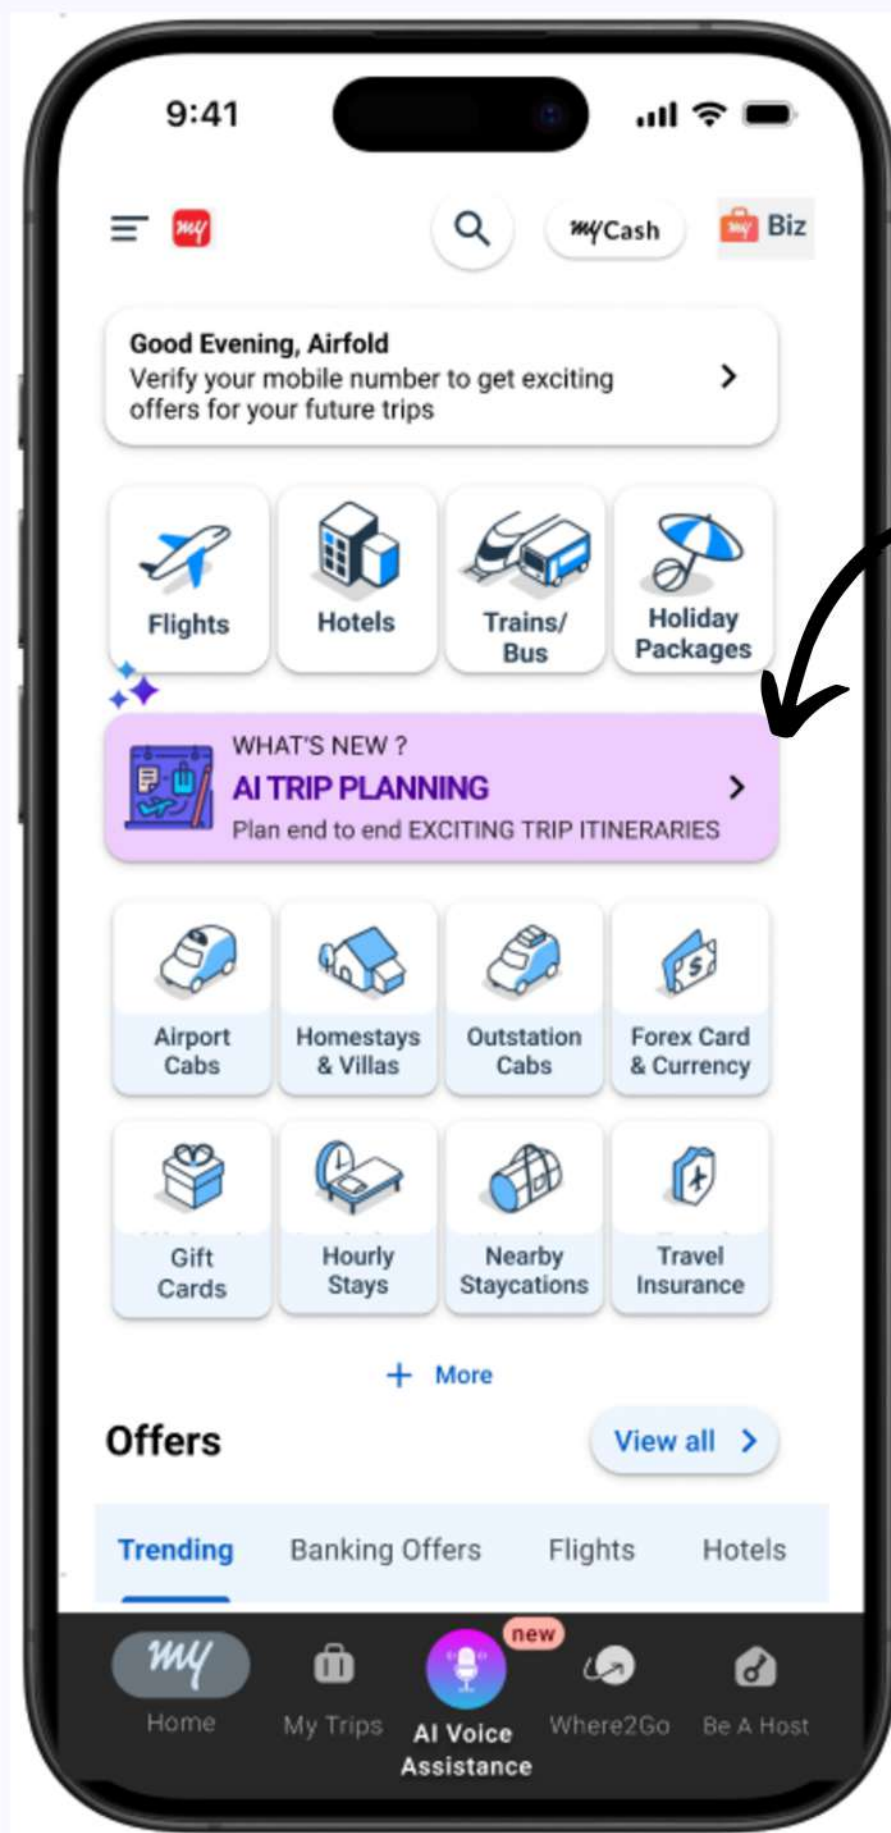 9:41
my
myCash
my Biz
Good Evening, Airfold
Verify your mobile number to get exciting
offers for your future trips
Flights
Hotels
Trains/
Bus
Holiday
Packages
WHAT'S NEW ?
AI TRIP PLANNING
Plan end to end EXCITING TRIP ITINERARIES
Airport
Cabs
Homestays
& Villas
Outstation
Cabs
$
Forex Card
& Currency
Gift
Cards
Hourly
Stays
Nearby
Staycations
Travel
Insurance
+ More
Offers
View all
Trending
Banking Offers
Flights
Hotels
my
Home
My Trips
new
AI Voice
Assistance
Where2Go
Be A Host